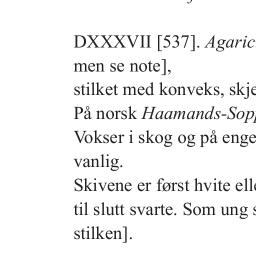 DXXXVII [537]. Agaric
men se note],
stilket med konveks, skje
På norsk Haamands-Sop
Vokser i skog og på enge
vanlig.
Skivene er først hvite ell
til slutt svarte. Som ung s
stilken].